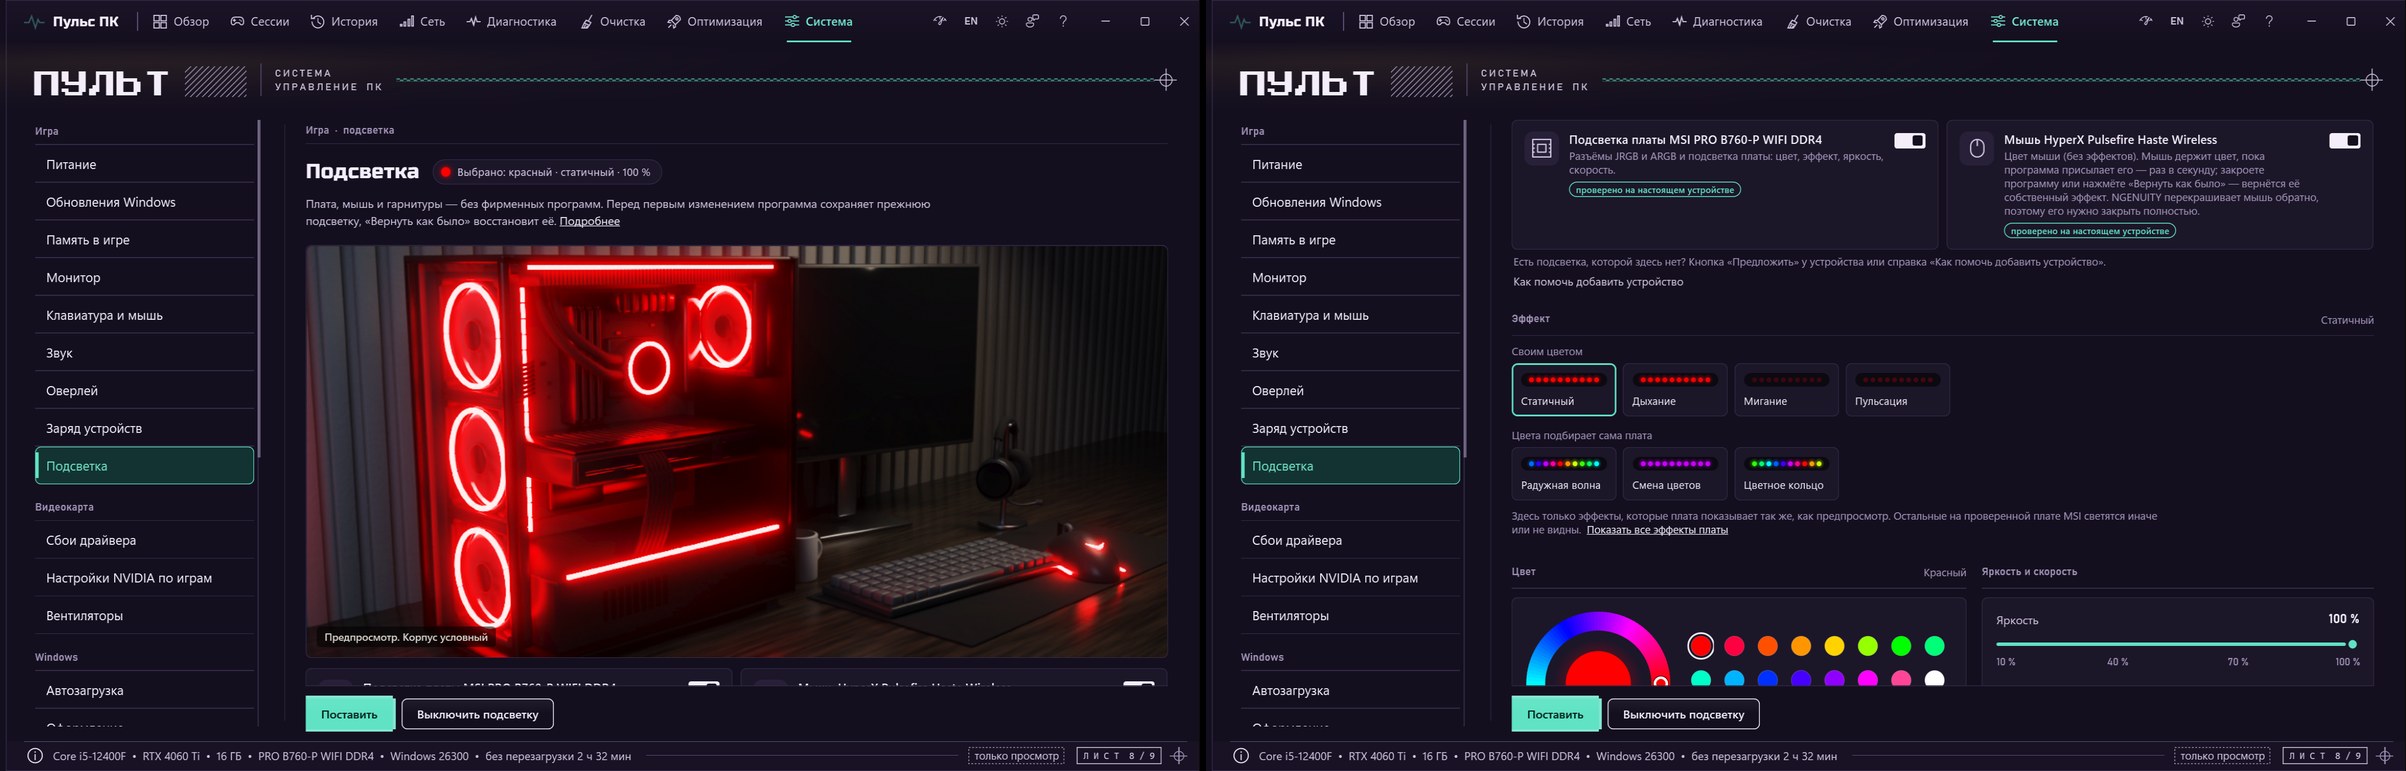 Пульс ПК
Обзор
Сессии
История
Сеть
Диагностика
Очистка
Оптимизация
Система
EN
?
ПУЛЬТ
СИСТЕМА
УПРАВЛЕНИЕ ПК
Игра
Питание
Обновления Windows
Память в игре
Монитор
Клавиатура и мышь
Звук
Оверлей
Заряд устройств
Подсветка
Видеокарта
Сбои драйвера
Настройки NVIDIA по играм
Вентиляторы
Windows
Автозагрузка
Игра · подсветка
Подсветка
Выбрано: красный · статичный · 100 %
Плата, мышь и гарнитуры — без фирменных программ. Перед первым изменением программа сохраняет прежнюю
подсветку, «Вернуть как было» восстановит её. Подробнее
Предпросмотр. Корпус условный
Подсветка платы MSI PRO B760-P WIFI DDR4
Мышь HyperX Pulsefire Haste Wireless
Поставить
Выключить подсветку
Core i5-12400F • RTX 4060 Ti • 16 ГБ • PRO B760-P WIFI DDR4 • Windows 26300 • без перезагрузки 2 ч 32 мин
только просмотр
ЛИСТ 8/9
Пульс ПК
Обзор
Сессии
История
Сеть
Диагностика
Очистка
Оптимизация
Система
EN
?
ПУЛЬТ
СИСТЕМА
УПРАВЛЕНИЕ ПК
Игра
Питание
Обновления Windows
Память в игре
Монитор
Клавиатура и мышь
Звук
Оверлей
Заряд устройств
Подсветка
Видеокарта
Сбои драйвера
Настройки NVIDIA по играм
Вентиляторы
Windows
Автозагрузка
Подсветка платы MSI PRO B760-P WIFI DDR4
Разъёмы JRGB и ARGB и подсветка платы: цвет, эффект, яркость,
скорость.
проверено на настоящем устройстве
Мышь HyperX Pulsefire Haste Wireless
Цвет мыши (без эффектов). Мышь держит цвет, пока
программа присылает его — раз в секунду; закроете
программу или нажмёте «Вернуть как было» — вернётся её
собственный эффект. NGENUITY перекрашивает мышь обратно,
поэтому его нужно закрыть полностью.
проверено на настоящем устройстве
Есть подсветка, которой здесь нет? Кнопка «Предложить» у устройства или справка «Как помочь добавить устройство».
Как помочь добавить устройство
Эффект
Статичный
Своим цветом
Статичный
Дыхание
Мигание
Пульсация
Цвета подбирает сама плата
Радужная волна
Смена цветов
Цветное кольцо
Здесь только эффекты, которые плата показывает так же, как предпросмотр. Остальные на проверенной плате MSI светятся иначе
или не видны. Показать все эффекты платы
Цвет
Красный
Яркость и скорость
Яркость
100 %
10 %
40 %
70 %
100 %
Поставить
Выключить подсветку
Core i5-12400F • RTX 4060 Ti • 16 ГБ • PRO B760-P WIFI DDR4 • Windows 26300 • без перезагрузки 2 ч 32 мин
только просмотр
ЛИСТ 8/9